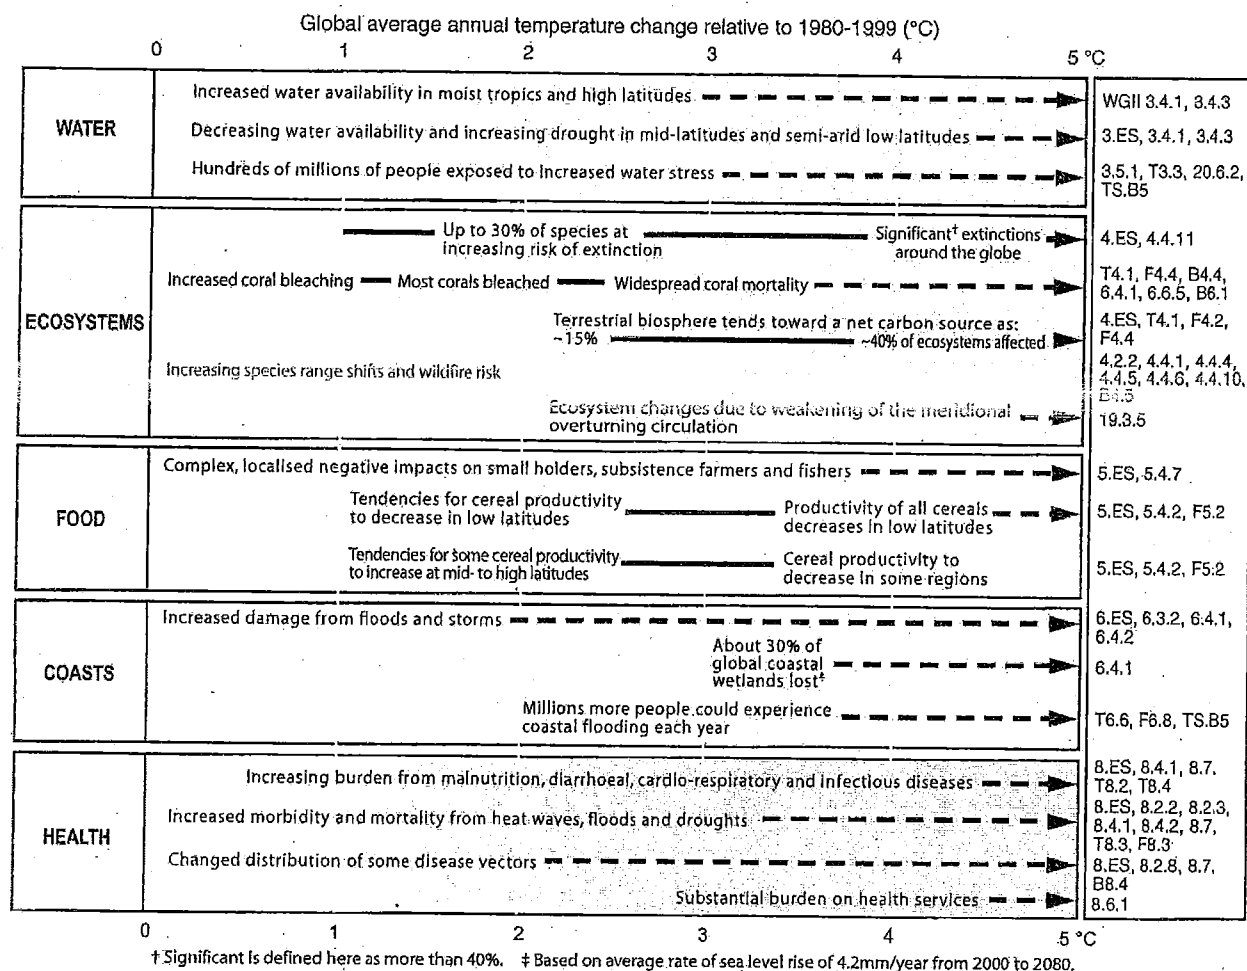 Global average annual temperature change relative to 1980-1999 (°C)
0 1 2 3 4 5 °C
WATER
Increased water availability in moist tropics and high latitudes
WGII 3.4.1, 3.4.3
Decreasing water availability and increasing drought in mid-latitudes and semi-arid low latitudes
3.ES, 3.4.1, 3.4.3
Hundreds of millions of people exposed to increased water stress
3.5.1, T3.3, 20.6.2,
TS.B5
ECOSYSTEMS
Up to 30% of species at
increasing risk of extinction
Significant† extinctions
around the globe
4.ES, 4.4.11
Increased coral bleaching
Most corals bleached
Widespread coral mortality
T4.1, F4.4, B4.4,
6.4.1, 6.6.5, B6.1
Terrestrial biosphere tends toward a net carbon source as:
~15%
~40% of ecosystems affected
4.ES, T4.1, F4.2,
F4.4
Increasing species range shifts and wildfire risk
4.2.2, 4.4.1, 4.4.4,
4.4.5, 4.4.6, 4.4.10,
B4.5
Ecosystem changes due to weakening of the meridional
overturning circulation
19.3.5
FOOD
Complex, localised negative impacts on small holders, subsistence farmers and fishers
5.ES, 5.4.7
Tendencies for cereal productivity
to decrease in low latitudes
Productivity of all cereals
decreases in low latitudes
5.ES, 5.4.2, F5.2
Tendencies for some cereal productivity
to increase at mid- to high latitudes
Cereal productivity to
decrease in some regions
5.ES, 5.4.2, F5.2
COASTS
Increased damage from floods and storms
6.ES, 6.3.2, 6.4.1,
6.4.2
About 30% of
global coastal
wetlands lost‡
6.4.1
Millions more people could experience
coastal flooding each year
T6.6, F6.8, TS.B5
HEALTH
Increasing burden from malnutrition, diarrhoeal, cardio-respiratory and infectious diseases
8.ES, 8.4.1, 8.7,
T8.2, T8.4
Increased morbidity and mortality from heat waves, floods and droughts
8.ES, 8.2.2, 8.2.3,
8.4.1, 8.4.2, 8.7,
T8.3, F8.3
Changed distribution of some disease vectors
8.ES, 8.2.8, 8.7,
B8.4
Substantial burden on health services
8.6.1
0 1 2 3 4 5 °C
† Significant is defined here as more than 40%. ‡ Based on average rate of sea level rise of 4.2mm/year from 2000 to 2080.